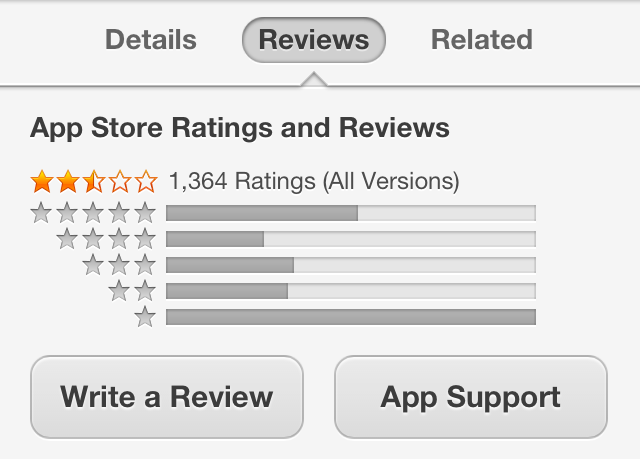 Details Reviews Related
App Store Ratings and Reviews
1,364 Ratings (All Versions)
Write a Review App Support